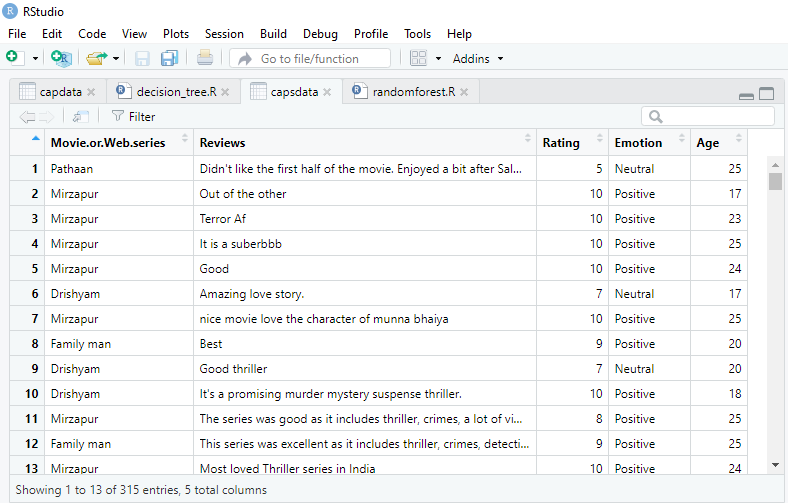 RStudio
File Edit Code View Plots Session Build Debug Profile Tools Help
Go to file/function Addins
capdata decision_tree.R capsdata randomforest.R
Filter
Movie.or.Web.series Reviews Rating Emotion Age
1 Pathaan Didn't like the first half of the movie. Enjoyed a bit after Sal... 5 Neutral 25
2 Mirzapur Out of the other 10 Positive 17
3 Mirzapur Terror Af 10 Positive 23
4 Mirzapur It is a suberbbb 10 Positive 25
5 Mirzapur Good 10 Positive 24
6 Drishyam Amazing love story. 7 Neutral 17
7 Mirzapur nice movie love the character of munna bhaiya 10 Positive 25
8 Family man Best 9 Positive 20
9 Drishyam Good thriller 7 Neutral 20
10 Drishyam It's a promising murder mystery suspense thriller. 10 Positive 18
11 Mirzapur The series was good as it includes thriller, crimes, a lot of vi... 8 Positive 25
12 Family man This series was excellent as it includes thriller, crimes, detecti... 9 Positive 25
13 Mirzapur Most loved Thriller series in India 10 Positive 24
Showing 1 to 13 of 315 entries, 5 total columns